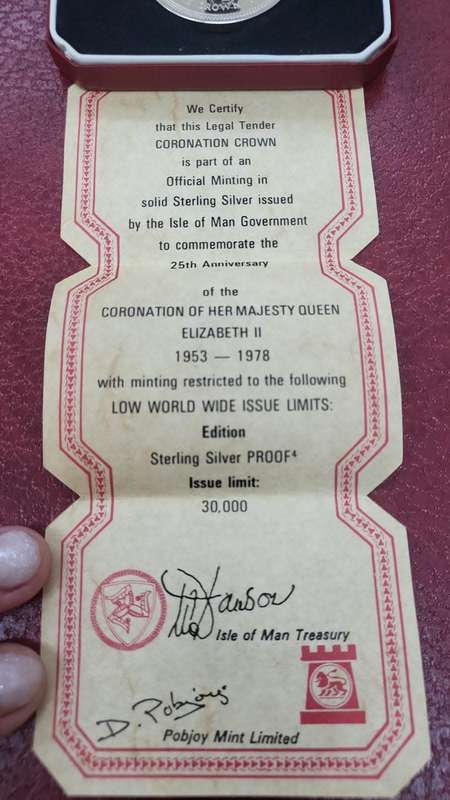 CROWN
We Certify
that this Legal Tender
CORONATION CROWN
is part of an
Official Minting in
solid Sterling Silver issued
by the Isle of Man Government
to commemorate the
25th Anniversary
of the
CORONATION OF HER MAJESTY QUEEN
ELIZABETH II
1953 — 1978
with minting restricted to the following
LOW WORLD WIDE ISSUE LIMITS:
Edition
Sterling Silver PROOF⁴
Issue limit:
30,000
Isle of Man Treasury
D. Pobjoy
Pobjoy Mint Limited